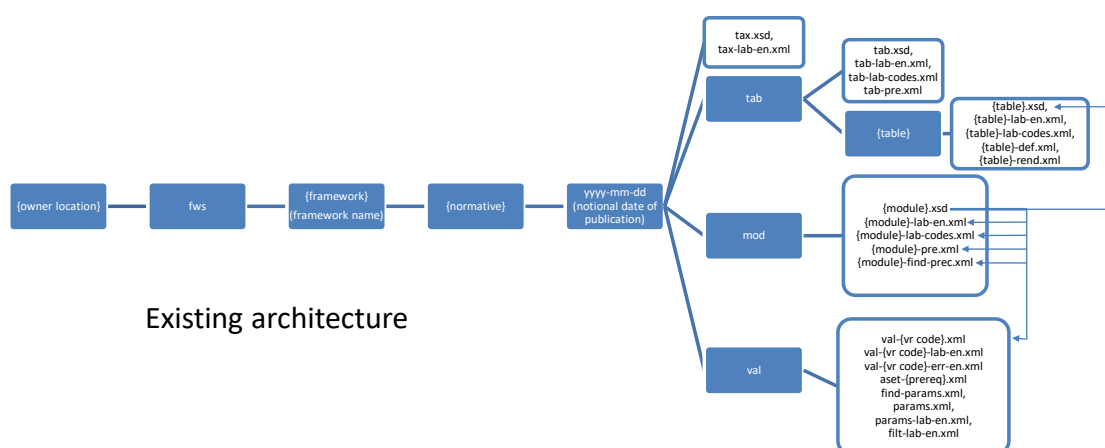 tax.xsd,
tax-lab-en.xml
tab
tab.xsd,
tab-lab-en.xml,
tab-lab-codes.xml
tab-pre.xml
{table}
{table}.xsd,
{table}-lab-en.xml,
{table}-lab-codes.xml,
{table}-def.xml,
{table}-rend.xml
{owner location}
fws
{framework}
(framework name)
{normative}
yyyy-mm-dd
(notional date of
publication)
mod
{module}.xsd
{module}-lab-en.xml
{module}-lab-codes.xml
{module}-pre.xml
{module}-find-prec.xml
Existing architecture
val
val-{vr code}.xml
val-{vr code}-lab-en.xml
val-{vr code}-err-en.xml
aset-{prereq}.xml
find-params.xml,
params.xml,
params-lab-en.xml,
filt-lab-en.xml